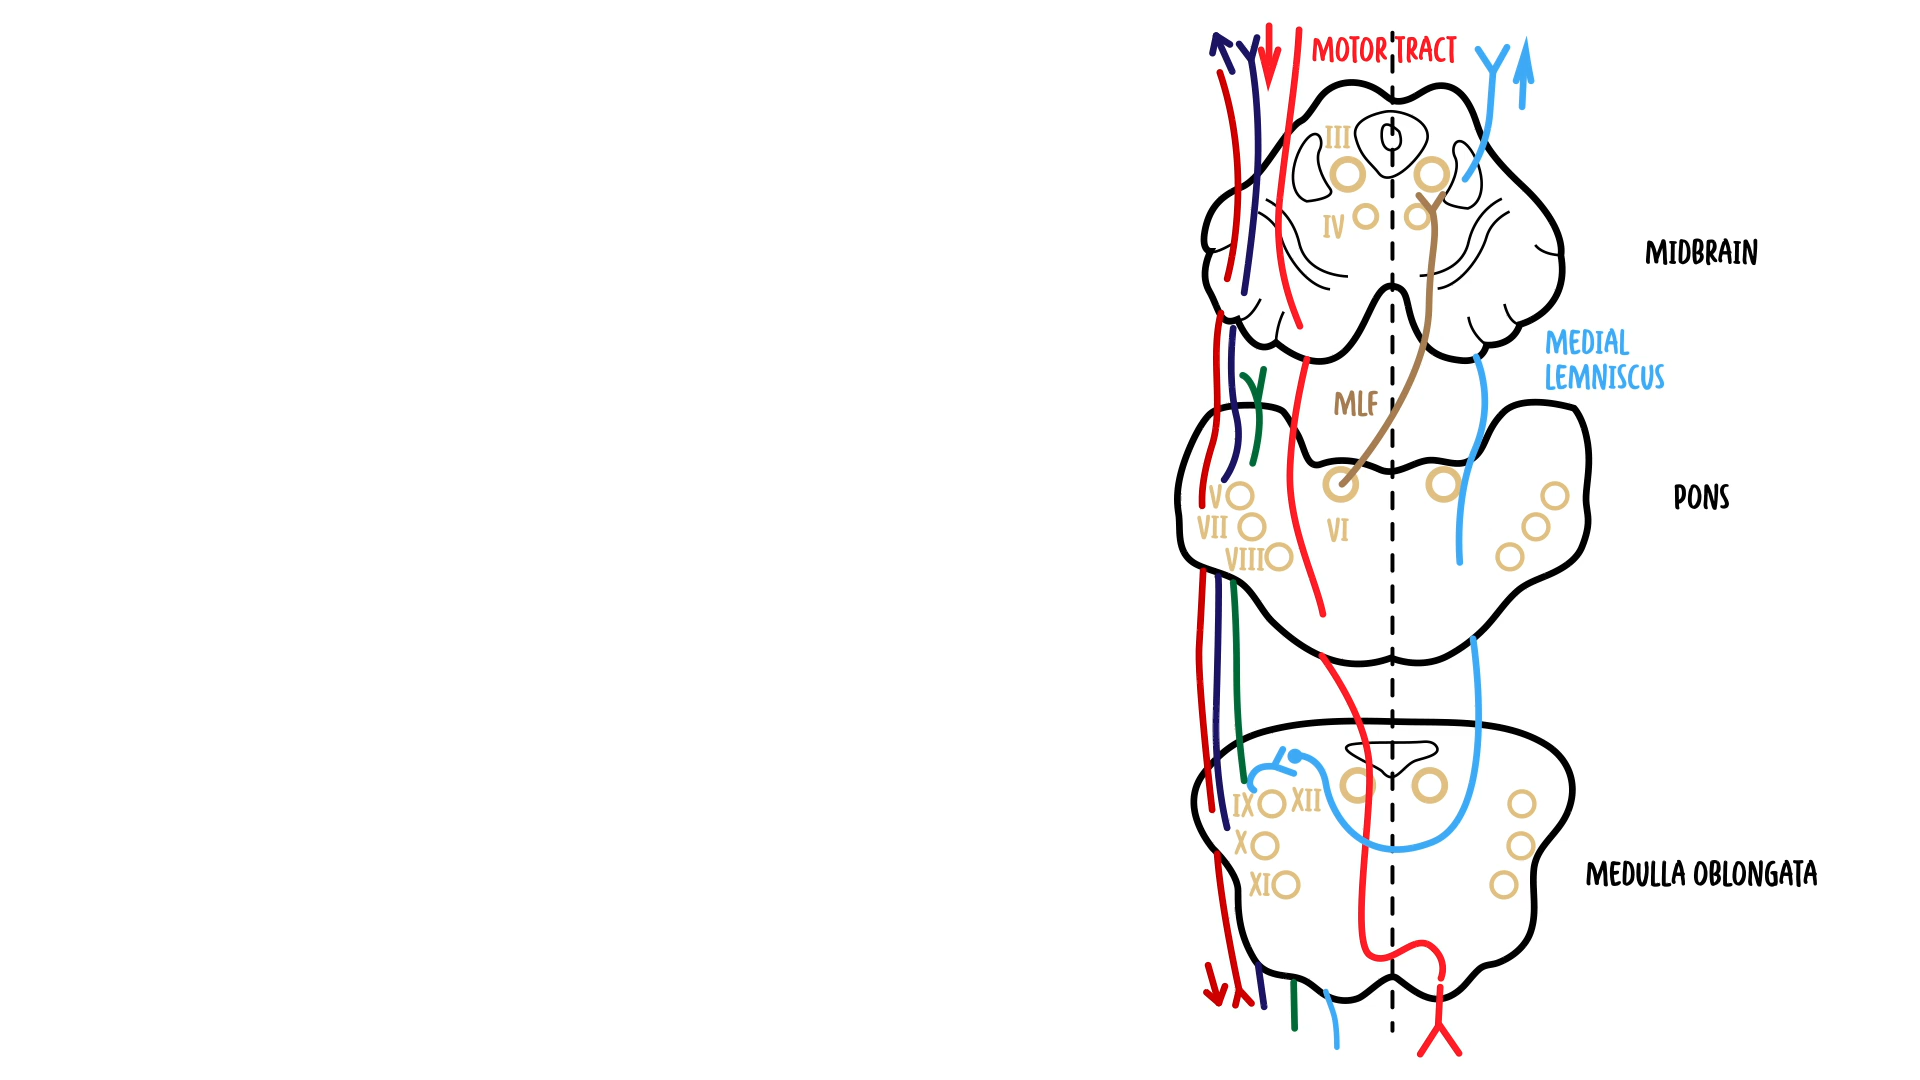 MOTOR TRACT
III
IV
MIDBRAIN
MEDIAL
LEMNISCUS
MLF
V
VII
VI
VIII
PONS
IX
XII
X
XI
MEDULLA OBLONGATA